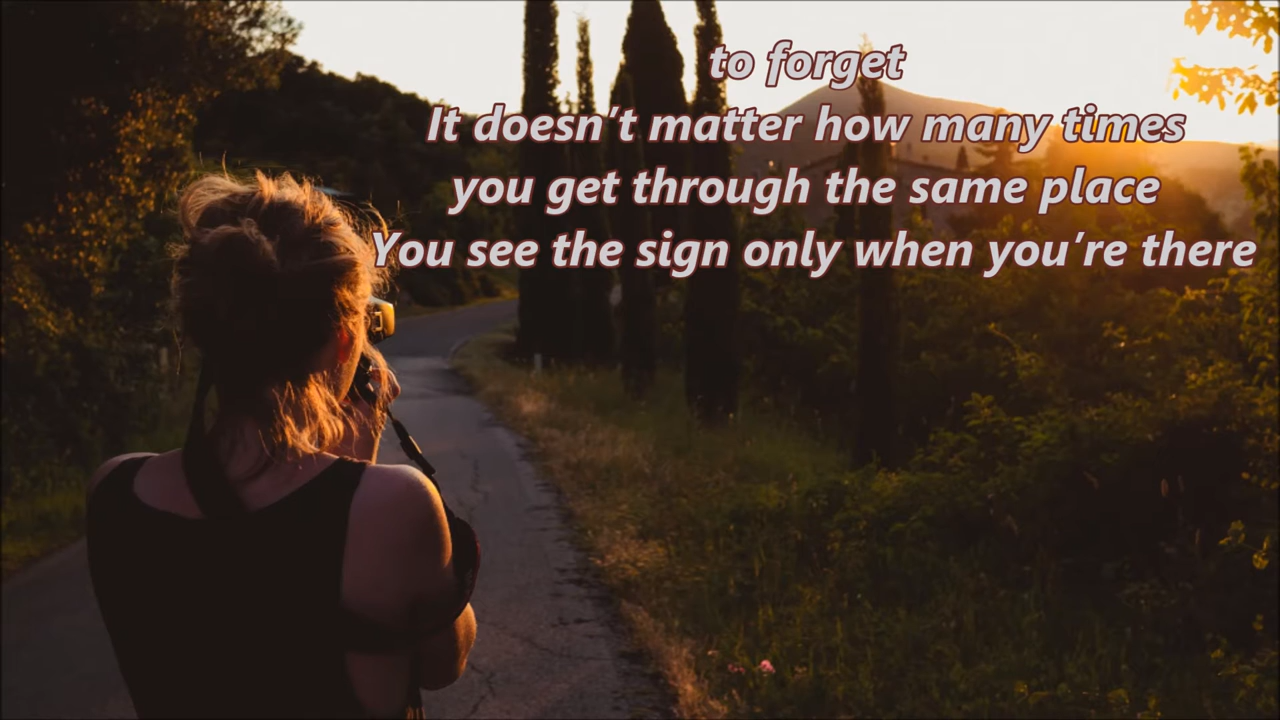 to forget
It doesn’t matter how many times
you get through the same place
You see the sign only when you’re there